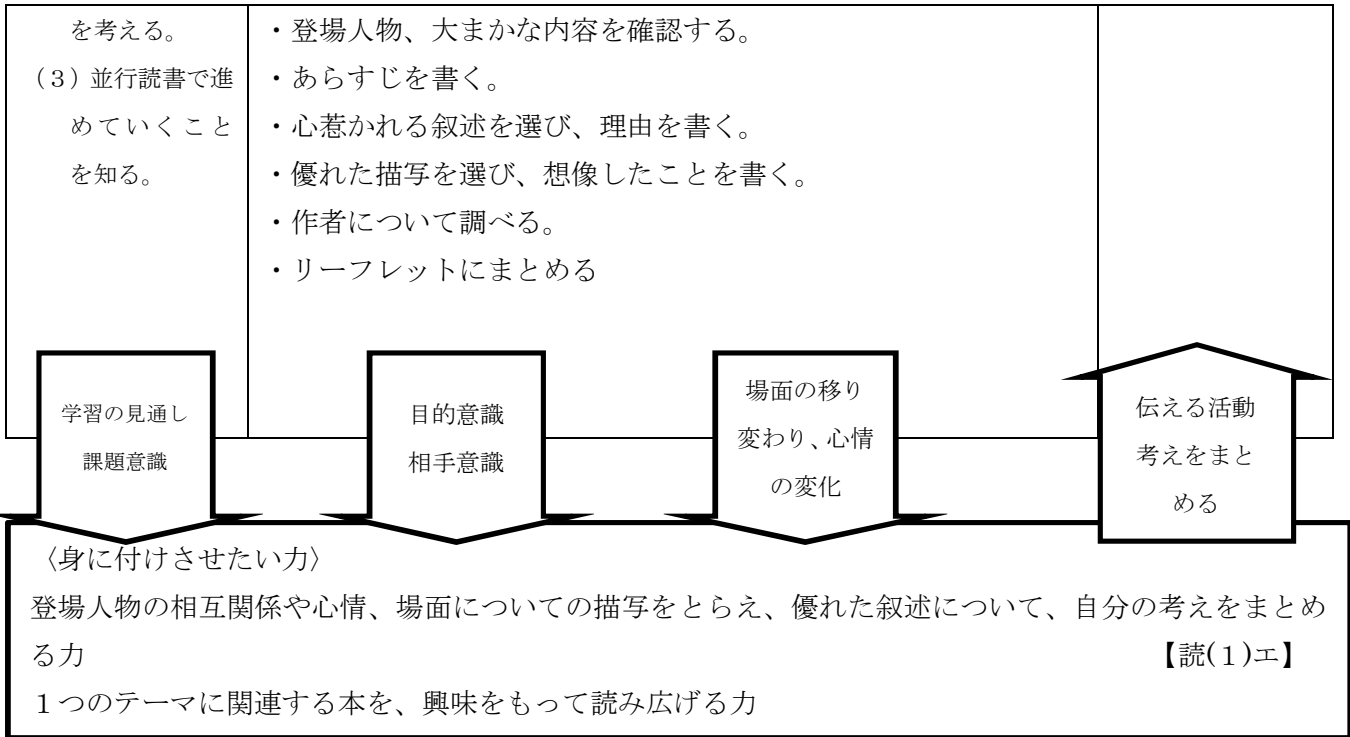 を考える。
（３）並行読書で進
めていくこと
を知る。
・登場人物、大まかな内容を確認する。
・あらすじを書く。
・心惹かれる叙述を選び、理由を書く。
・優れた描写を選び、想像したことを書く。
・作者について調べる。
・リーフレットにまとめる
学習の見通し
課題意識
目的意識
相手意識
場面の移り
変わり、心情
の変化
伝える活動
考えをまと
める
〈身に付けさせたい力〉
登場人物の相互関係や心情、場面についての描写をとらえ、優れた叙述について、自分の考えをまとめ
る力 【読(１)エ】
１つのテーマに関連する本を、興味をもって読み広げる力